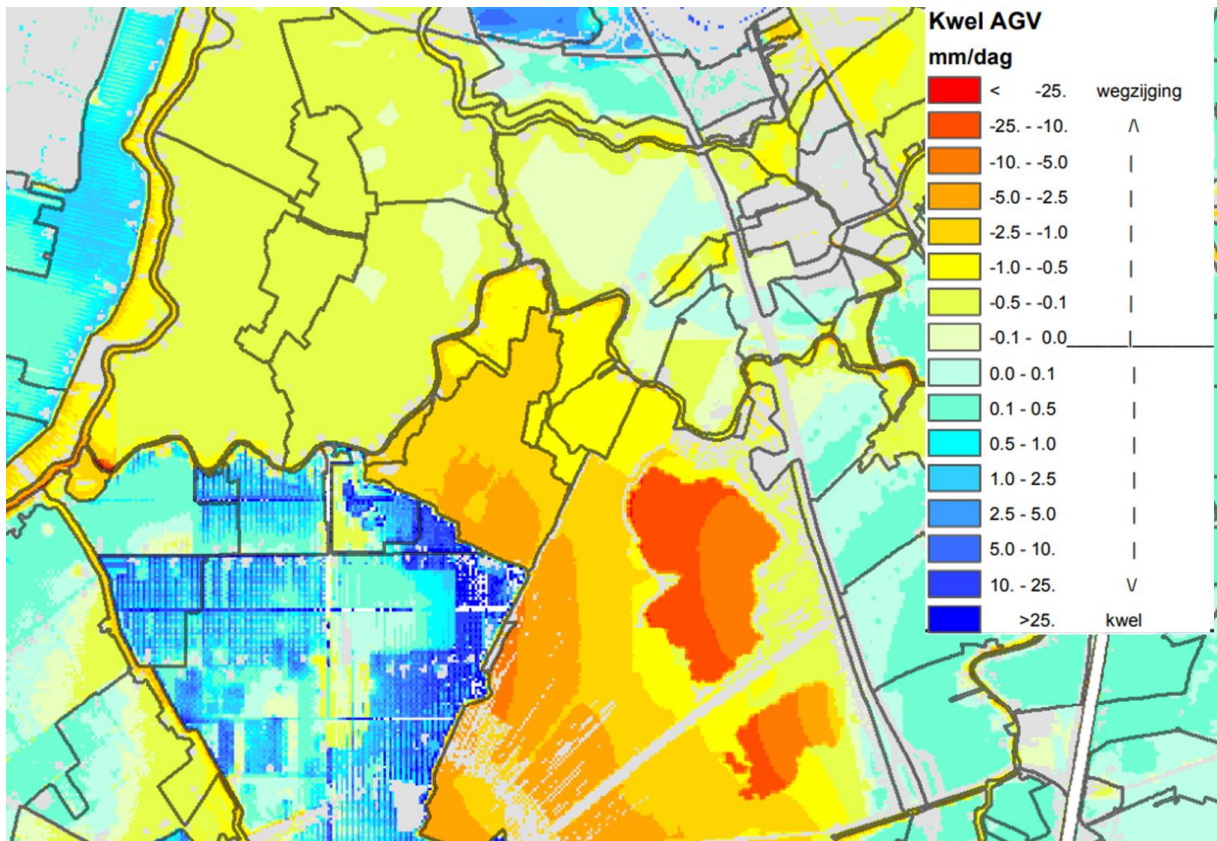 Kwel AGV
mm/dag
< -25. wegzijging
-25. - -10. /\
-10. - -5.0 |
-5.0 - -2.5 |
-2.5 - -1.0 |
-1.0 - -0.5 |
-0.5 - -0.1 |
-0.1 - 0.0______|________
0.0 - 0.1 |
0.1 - 0.5 |
0.5 - 1.0 |
1.0 - 2.5 |
2.5 - 5.0 |
5.0 - 10. |
10. - 25. \/
>25. kwel